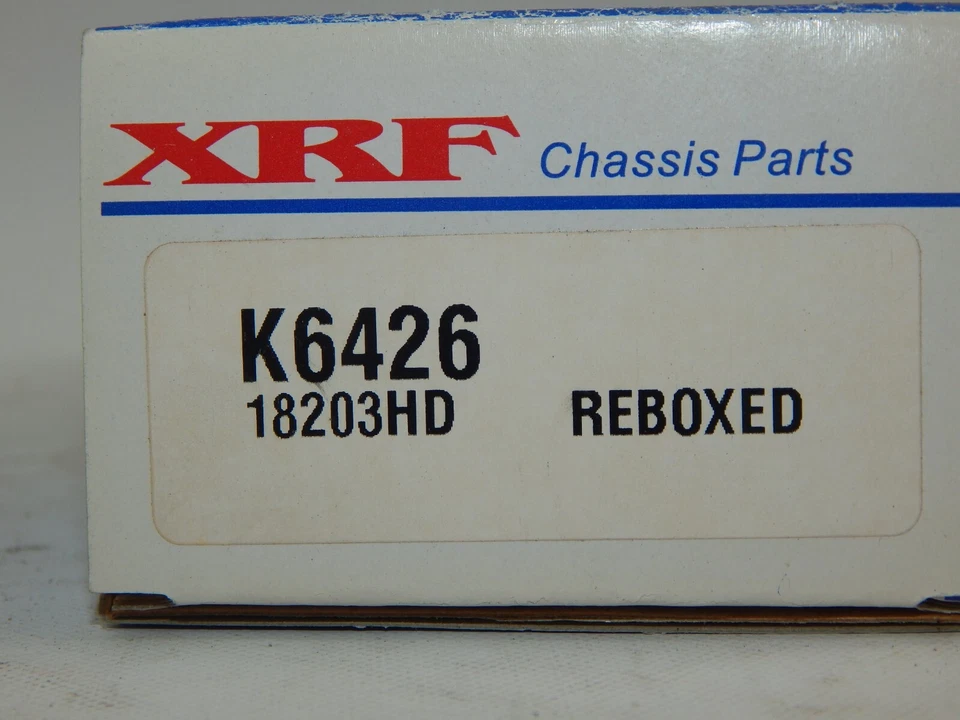 XRF Chassis Parts
K6426
18203HD REBOXED